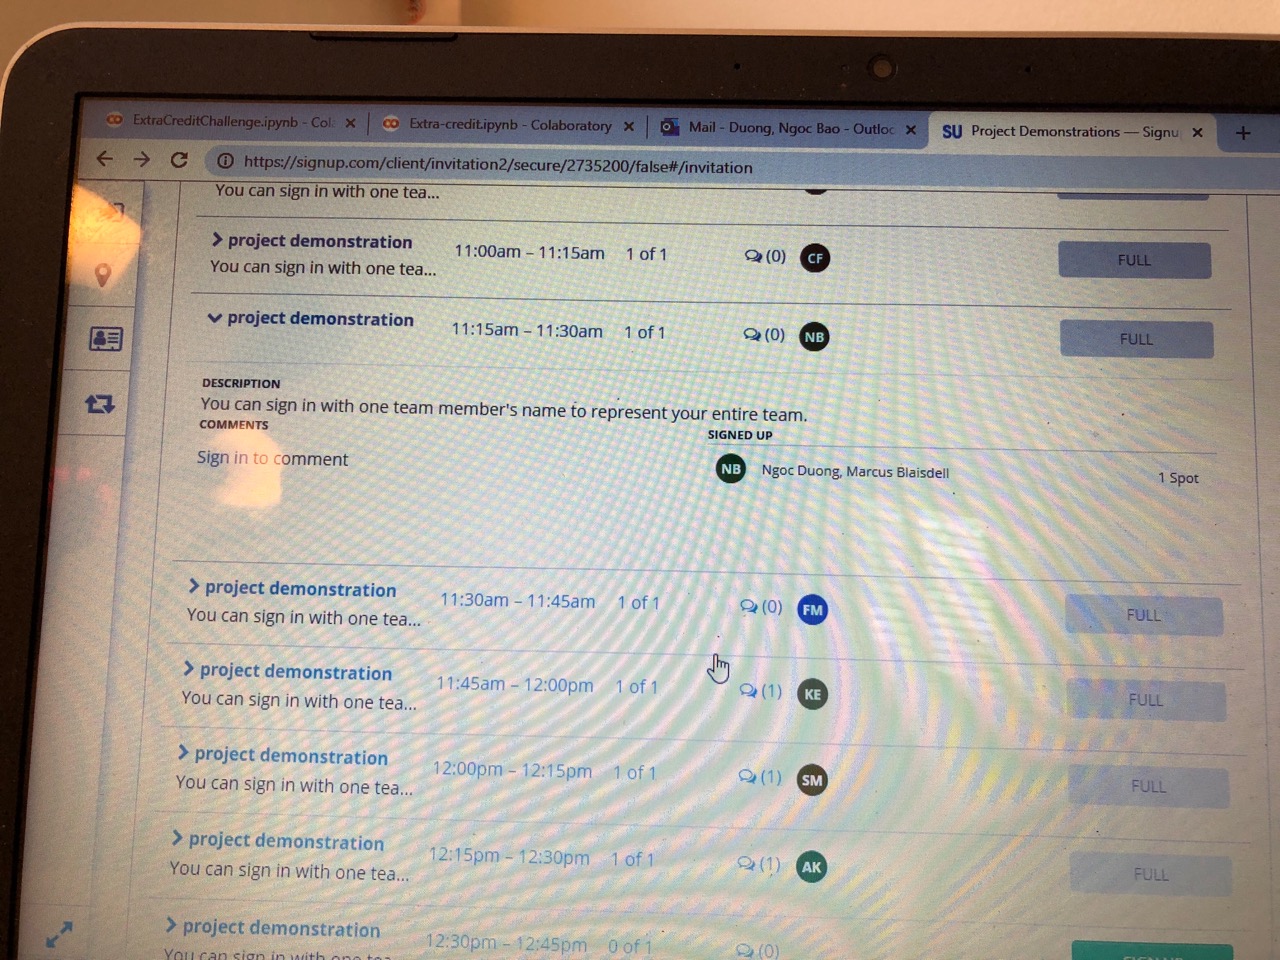 ExtraCreditChallenge.ipynb - Col
Extra-credit.ipynb - Colaboratory
Mail - Duong, Ngoc Bao - Outloc
SU Project Demonstrations — Signu
https://signup.com/client/invitation2/secure/2735200/false#/invitation
You can sign in with one tea...
project demonstration 11:00am – 11:15am 1 of 1 (0) CF FULL
You can sign in with one tea...
project demonstration 11:15am – 11:30am 1 of 1 (0) NB FULL
DESCRIPTION
You can sign in with one team member's name to represent your entire team.
COMMENTS
SIGNED UP
Sign in to comment
NB Ngoc Duong, Marcus Blaisdell 1 Spot
project demonstration 11:30am – 11:45am 1 of 1 (0) FM FULL
You can sign in with one tea...
project demonstration 11:45am – 12:00pm 1 of 1 (1) KE FULL
You can sign in with one tea...
project demonstration 12:00pm – 12:15pm 1 of 1 (1) SM FULL
You can sign in with one tea...
project demonstration 12:15pm – 12:30pm 1 of 1 (1) AK FULL
You can sign in with one tea...
project demonstration 12:30pm – 12:45pm 0 of 1 (0)
You can sign in with one tea...